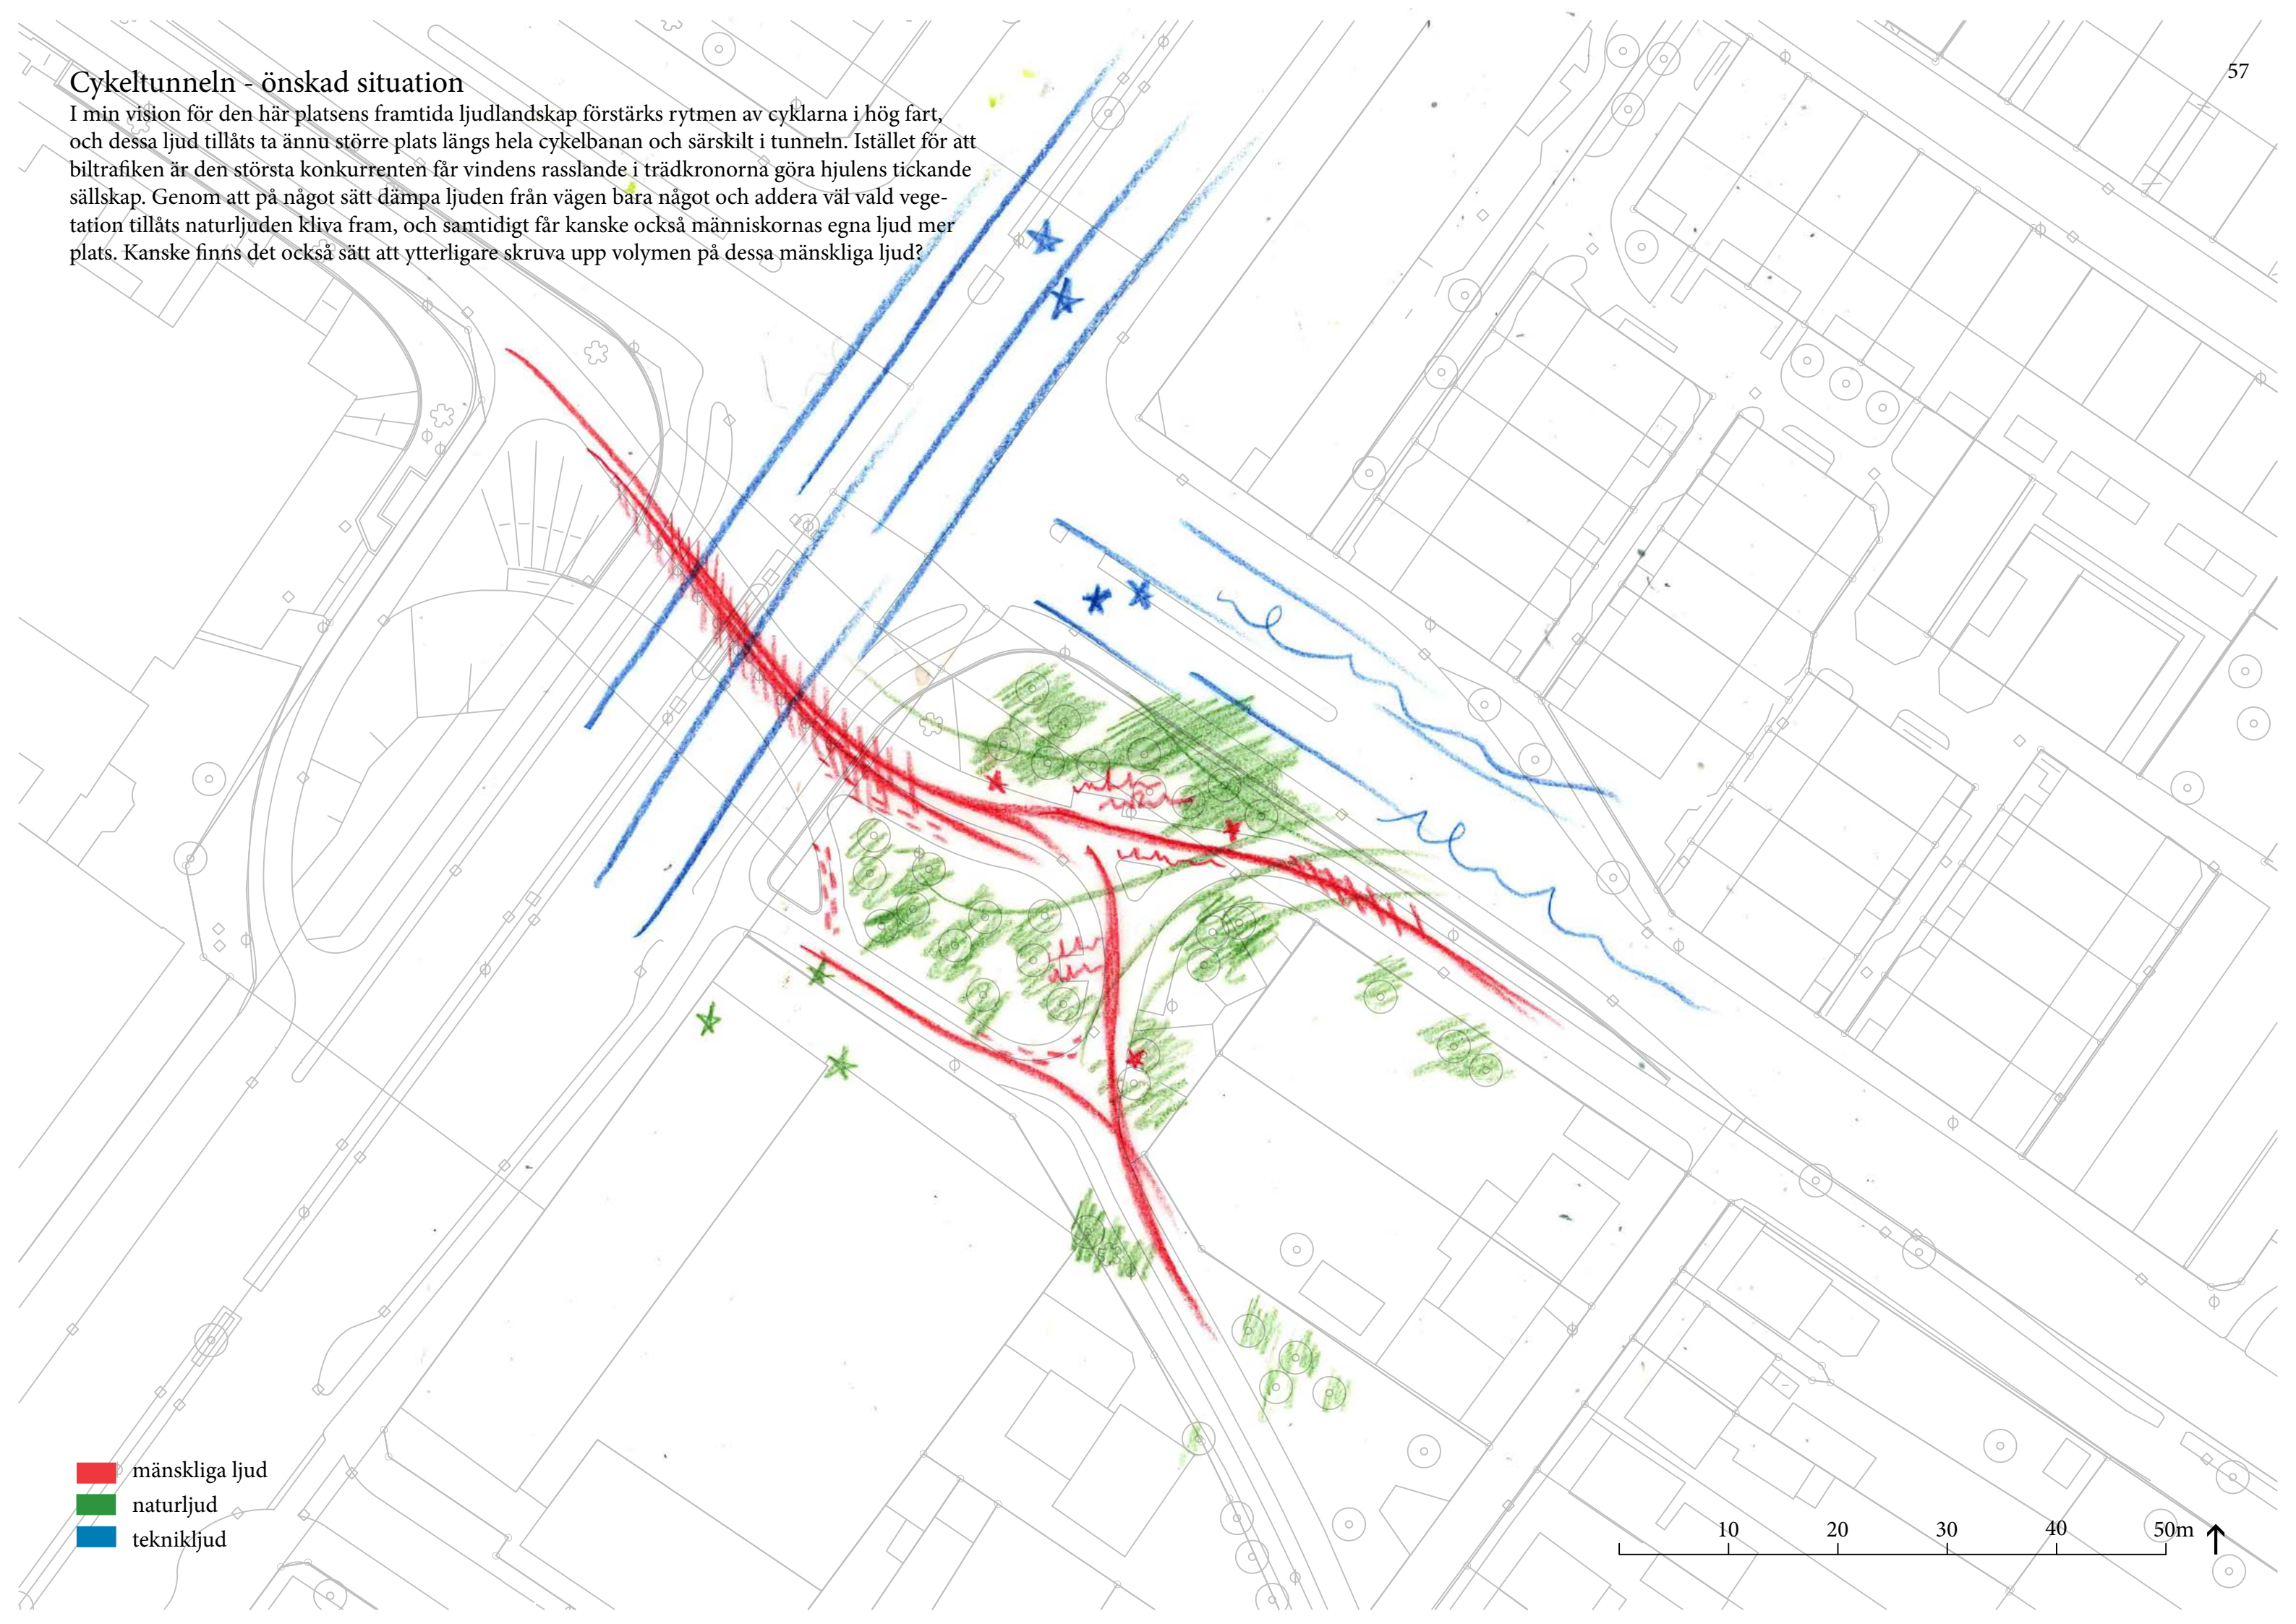 57
Cykeltunneln - önskad situation
I min vision för den här platsens framtida ljudlandskap förstärks rytmen av cyklarna i hög fart,
och dessa ljud tillåts ta ännu större plats längs hela cykelbanan och särskilt i tunneln. Istället för att
biltrafiken är den största konkurrenten får vindens rasslande i trädkronorna göra hjulens tickande
sällskap. Genom att på något sätt dämpa ljuden från vägen bara något och addera väl vald vege-
tation tillåts naturljuden kliva fram, och samtidigt får kanske också människornas egna ljud mer
plats. Kanske finns det också sätt att ytterligare skruva upp volymen på dessa mänskliga ljud?
mänskliga ljud
naturljud
teknikljud
10 20 30 40 50m